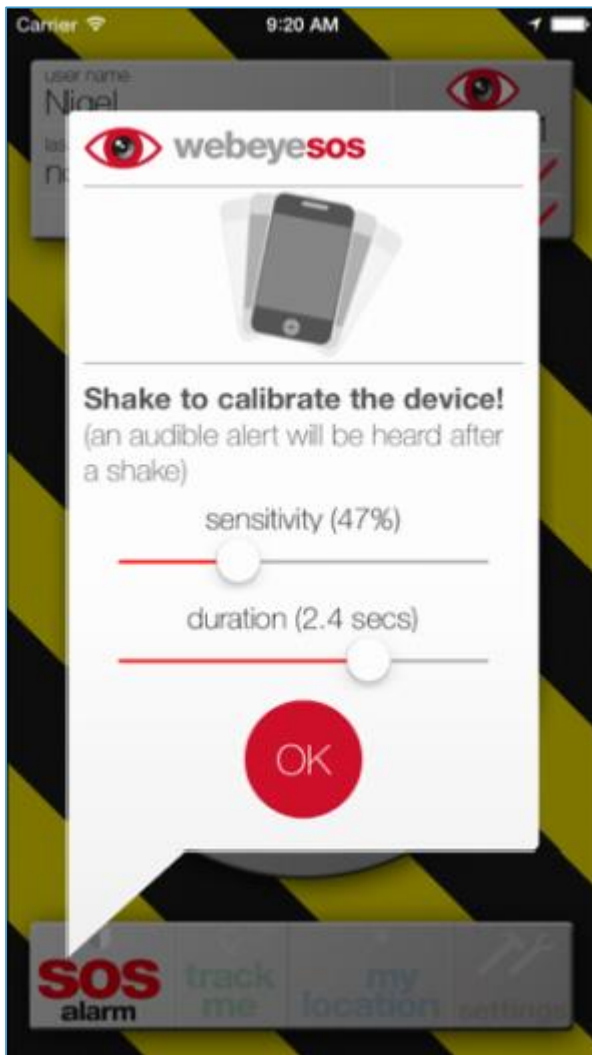 Carrier 9:20 AM
user name
Nigel
webeyesos
Shake to calibrate the device!
(an audible alert will be heard after
a shake)
sensitivity (47%)
duration (2.4 secs)
OK
sos
alarm
track
me
my
location
settings